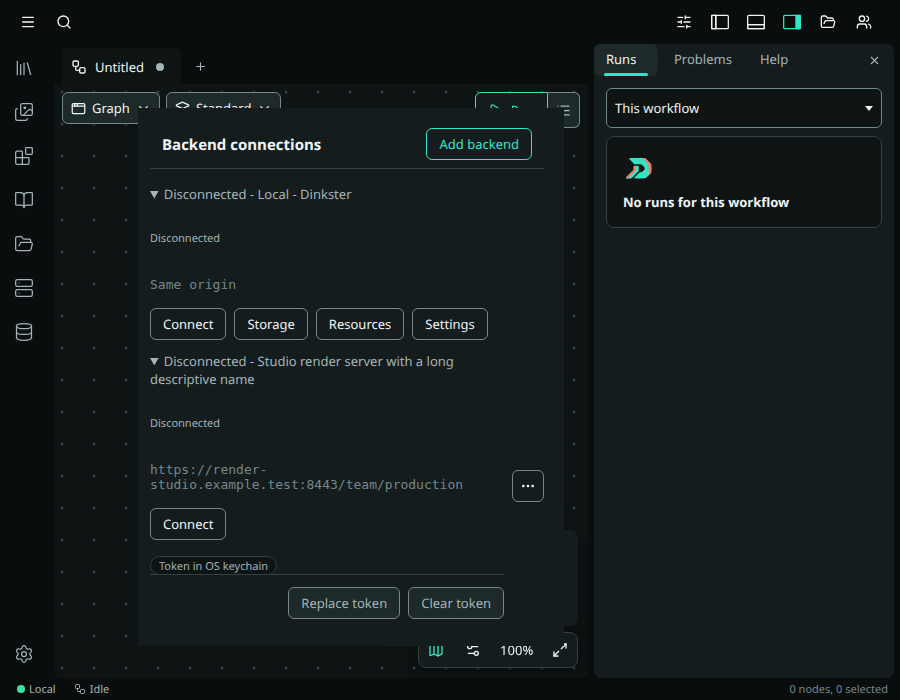 Untitled
Runs
Problems
Help
Graph
Standard
This workflow
Backend connections
Add backend
Disconnected - Local - Dinkster
No runs for this workflow
Disconnected
Same origin
Connect
Storage
Resources
Settings
Disconnected - Studio render server with a long
descriptive name
Disconnected
https://render-
studio.example.test:8443/team/production
Connect
Token in OS keychain
Replace token
Clear token
100%
Local
Idle
0 nodes, 0 selected